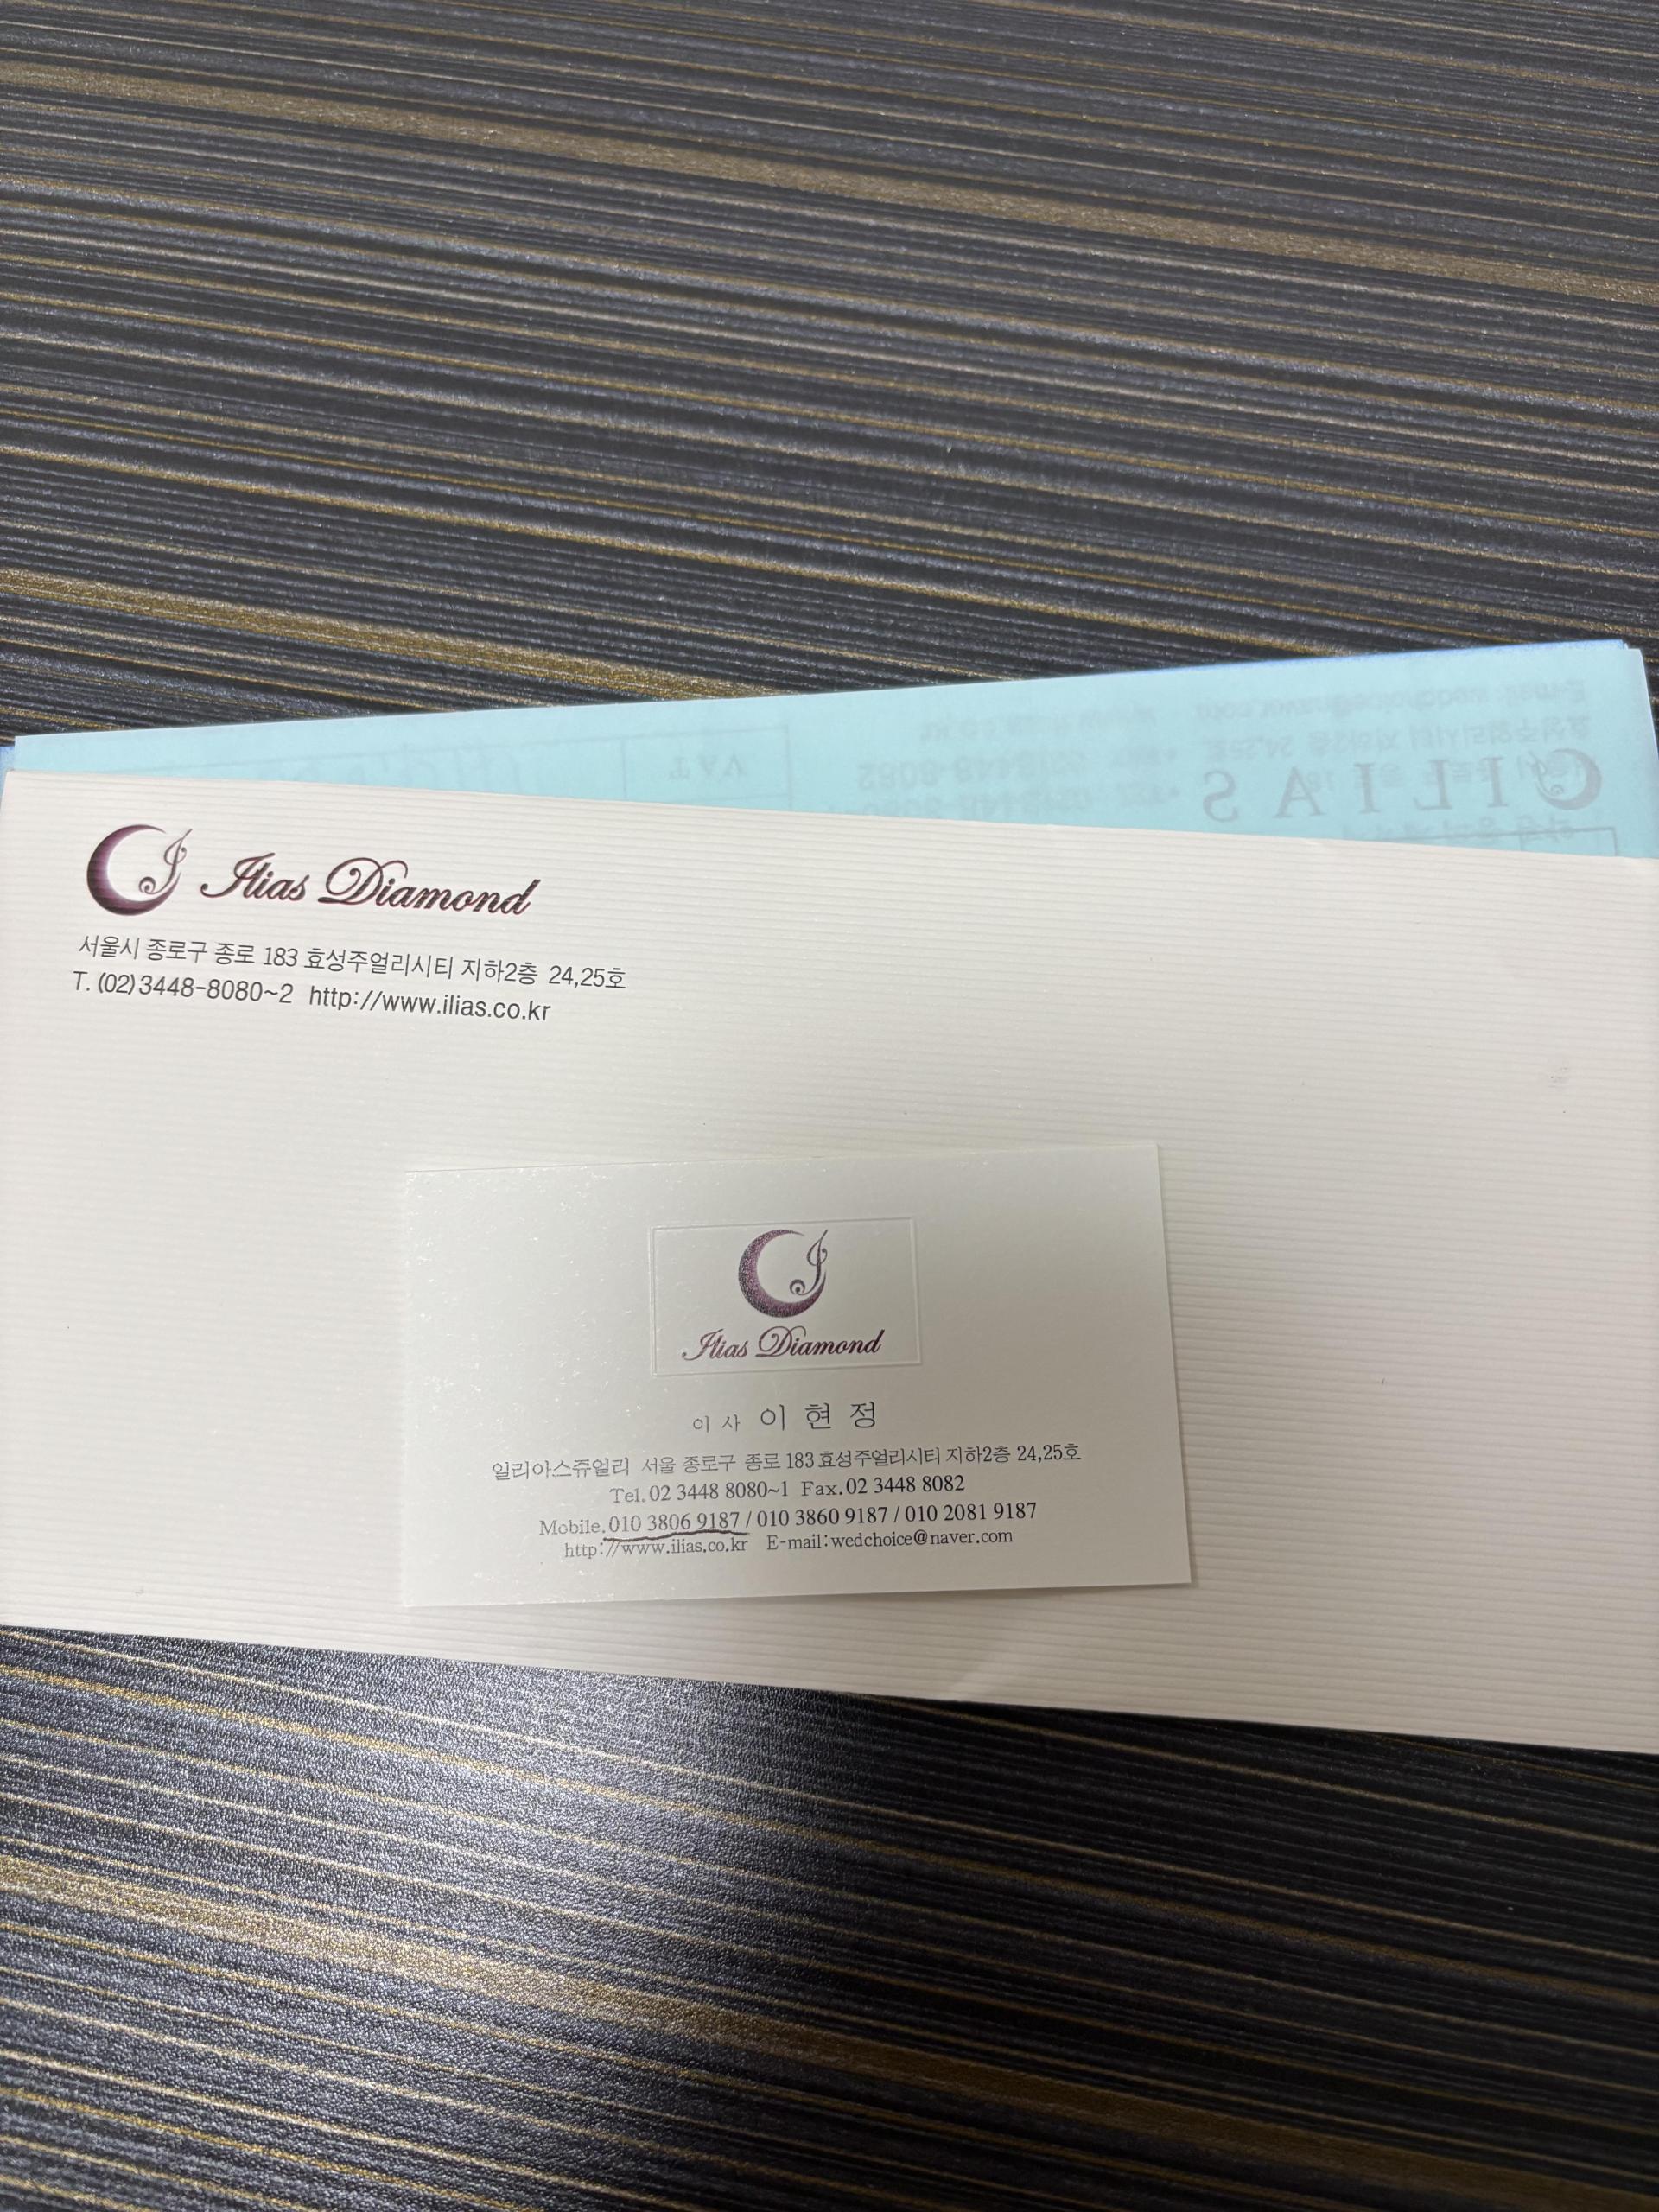 ILIAS
Ilias Diamond
서울시 종로구 종로 183 효성주얼리시티 지하2층 24,25호
T. (02)3448-8080~2 http://www.ilias.co.kr
Ilias Diamond
이 사 이 현 정
일리아스쥬얼리 서울 종로구 종로 183 효성주얼리시티 지하2층 24,25호
Tel. 02 3448 8080~1 Fax. 02 3448 8082
Mobile. 010 3806 9187 / 010 3860 9187 / 010 2081 9187
http://www.ilias.co.kr E-mail:wedchoice@naver.com